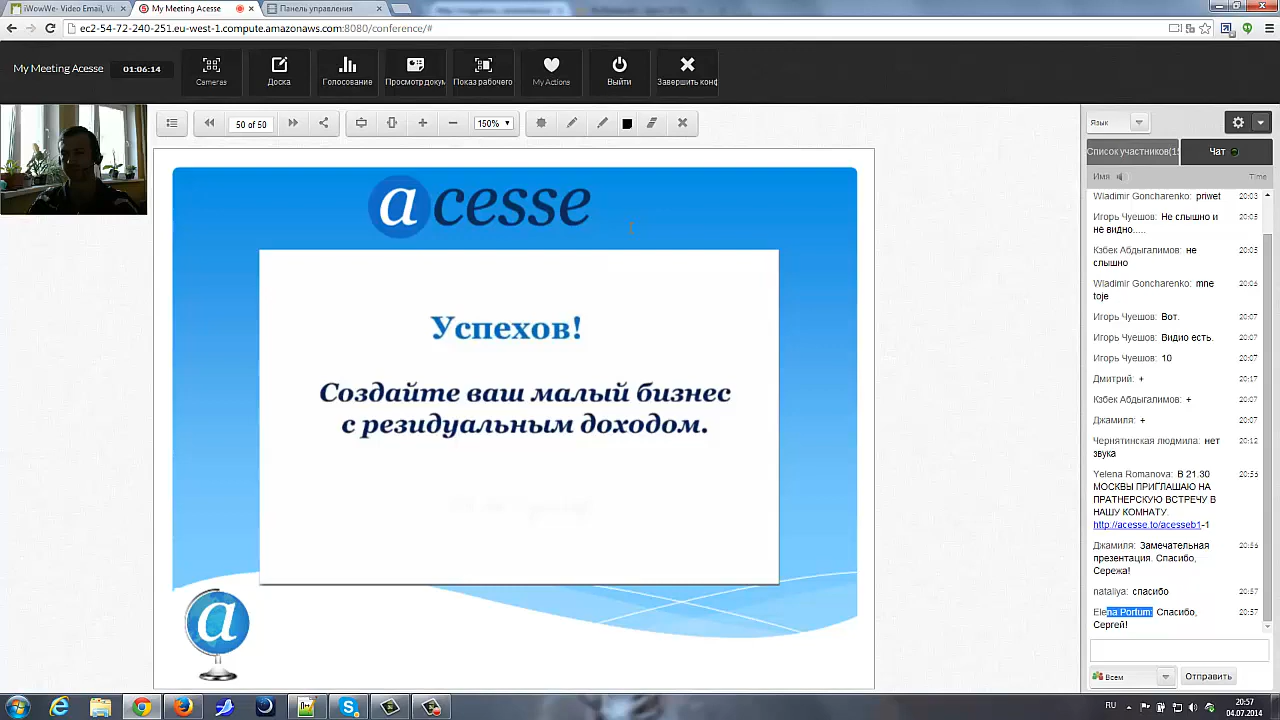 iWowWe- Video Email, Vi
My Meeting Acesse
Панель управления
ec2-54-72-240-251.eu-west-1.compute.amazonaws.com:8080/conference/#
My Meeting Acesse
01:06:14
Cameras
Доска
Голосование
Просмотр докум
Показ рабочего
My Actions
Выйти
Завершить конф
50 of 50
150%
acesse
Успехов!
Создайте ваш малый бизнес
с резидуальным доходом.
a
Язык
Список участников(15
Чат
Имя
Time
Wladimir Goncharenko: priwet 20:03
Игорь Чуешов: Не слышно и 20:05
не видно.....
Кэбек Абдыгалимов: не 20:05
слышно
Wladimir Goncharenko: mne 20:06
toje
Игорь Чуешов: Вот. 20:07
Игорь Чуешов: Видио есть. 20:07
Игорь Чуешов: 10 20:07
Дмитрий: + 20:17
Кэбек Абдыгалимов: + 20:07
Джамиля: + 20:07
Чернятинская людмила: нет 20:12
звука
Yelena Romanova: В 21.30 20:56
МОСКВЫ ПРИГЛАШАЮ НА
ПРАТНЕРСКУЮ ВСТРЕЧУ В
НАШУ КОМНАТУ.
http://acesse.to/acesseb1-1
Джамиля: Замечательная 20:56
презентация. Спасибо,
Сережа!
nataliya: спасибо 20:57
Elena Portum: Спасибо, 20:57
Сергей!
Всем
Отправить
RU
20:57
04.07.2014